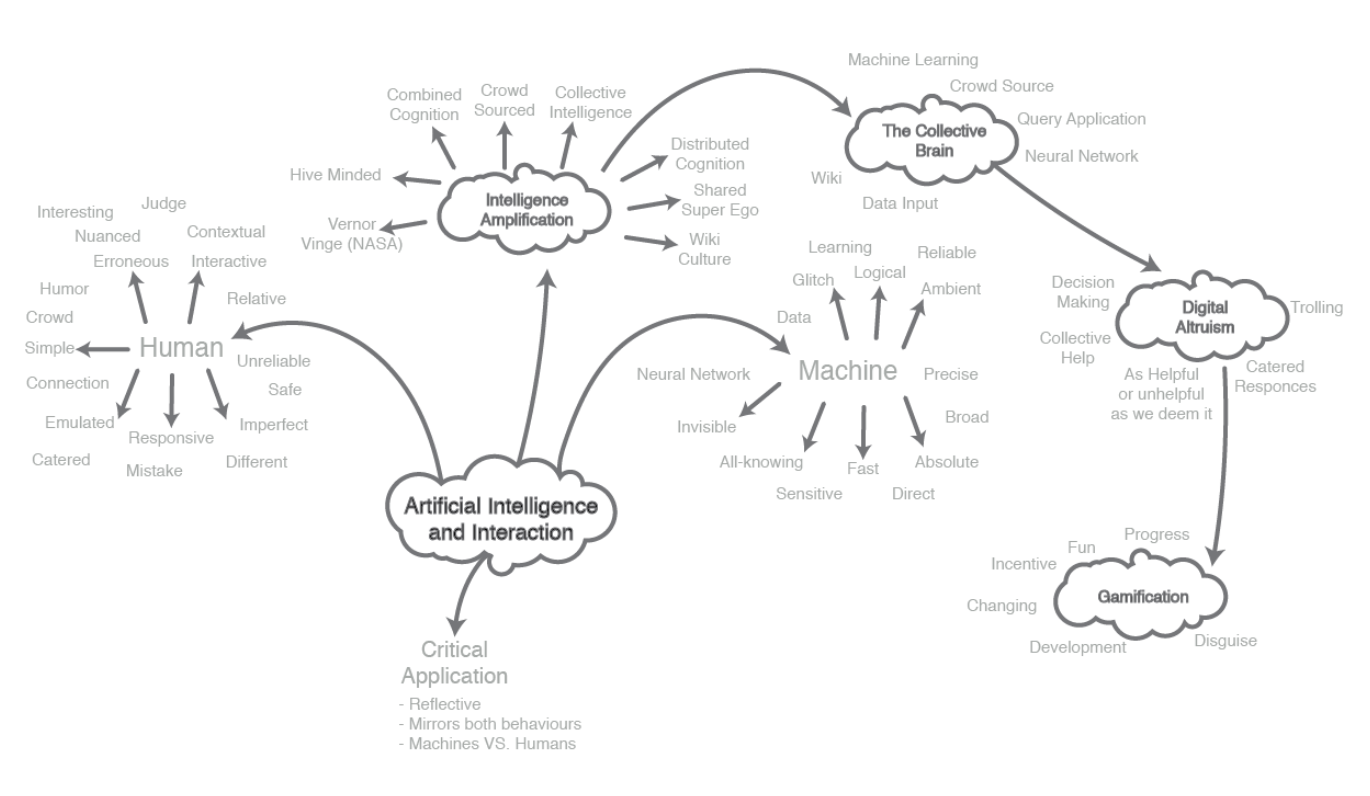 Machine Learning
Crowd Source
Query Application
Neural Network
The Collective
Brain
Wiki
Data Input
Combined
Cognition
Crowd
Sourced
Collective
Intelligence
Distributed
Cognition
Hive Minded
Shared
Super Ego
Intelligence
Amplification
Vernor
Vinge (NASA)
Wiki
Culture
Judge
Interesting
Nuanced
Contextual
Erroneous
Interactive
Humor
Relative
Crowd
Simple
Human
Unreliable
Connection
Safe
Emulated
Responsive
Imperfect
Catered
Mistake
Different
Learning
Reliable
Glitch
Logical
Ambient
Data
Machine
Neural Network
Precise
Invisible
Broad
All-knowing
Fast
Absolute
Sensitive
Direct
Decision
Making
Digital
Altruism
Trolling
Collective
Help
As Helpful
or unhelpful
as we deem it
Catered
Responces
Artificial Intelligence
and Interaction
Progress
Fun
Incentive
Gamification
Changing
Development
Disguise
Critical
Application
- Reflective
- Mirrors both behaviours
- Machines VS. Humans